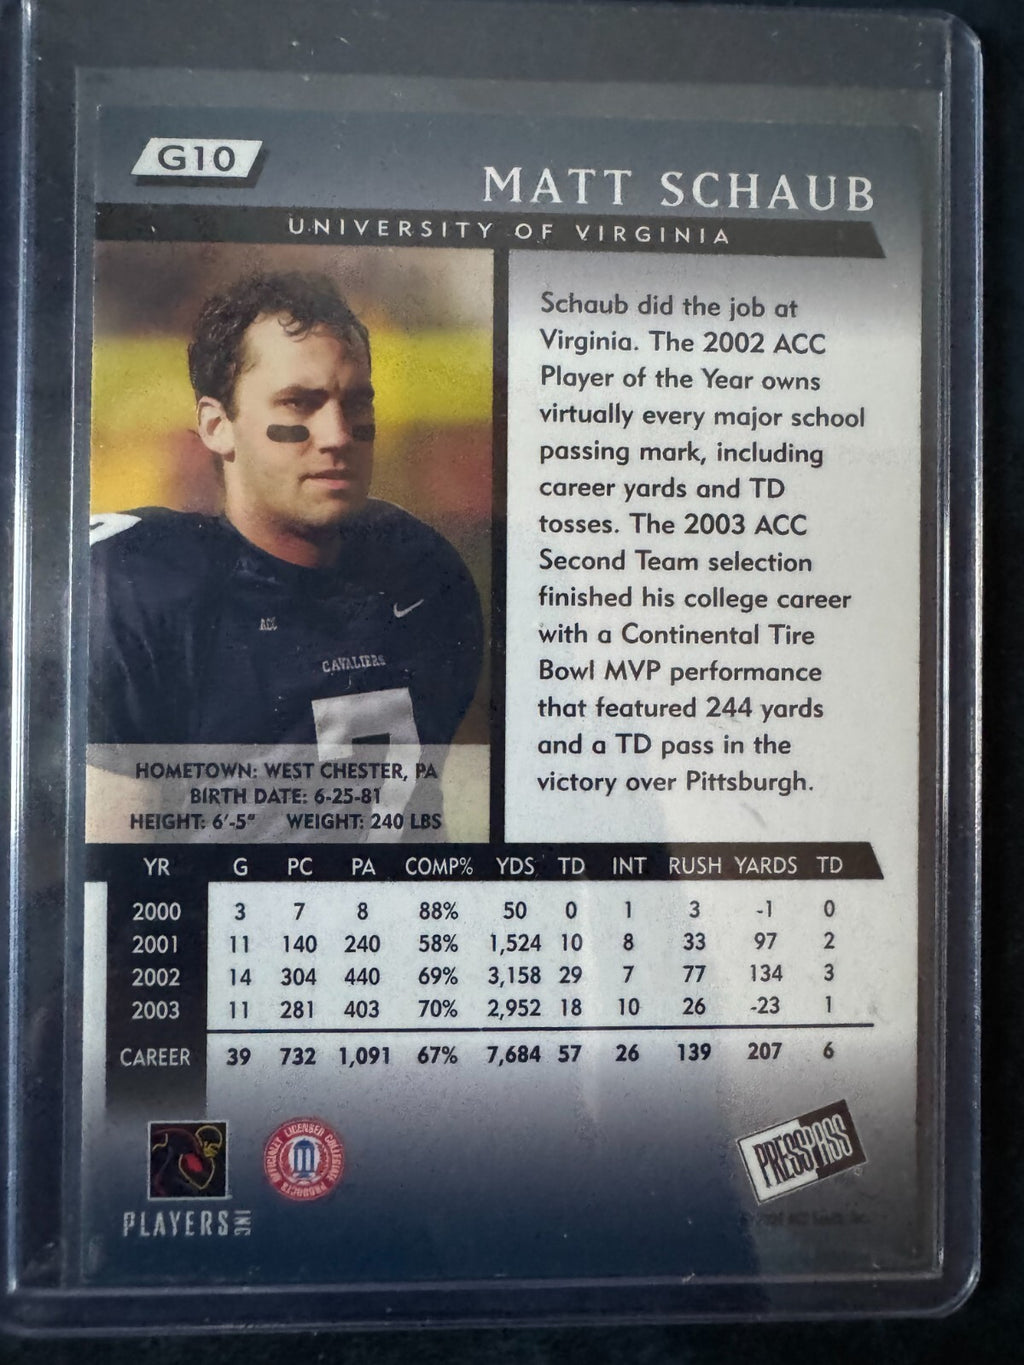 G10
MATT SCHAUB
UNIVERSITY OF VIRGINIA
Schaub did the job at
Virginia. The 2002 ACC
Player of the Year owns
virtually every major school
passing mark, including
career yards and TD
tosses. The 2003 ACC
Second Team selection
finished his college career
with a Continental Tire
Bowl MVP performance
that featured 244 yards
and a TD pass in the
victory over Pittsburgh.
ACC
CAVALIERS
7
HOMETOWN: WEST CHESTER, PA
BIRTH DATE: 6-25-81
HEIGHT: 6'-5" WEIGHT: 240 LBS
YR G PC PA COMP% YDS TD INT RUSH YARDS TD
2000 3 7 8 88% 50 0 1 3 -1 0
2001 11 140 240 58% 1,524 10 8 33 97 2
2002 14 304 440 69% 3,158 29 7 77 134 3
2003 11 281 403 70% 2,952 18 10 26 -23 1
CAREER 39 732 1,091 67% 7,684 57 26 139 207 6
PLAYERS INC
OFFICIALLY LICENSED COLLEGIATE PRODUCTS
PRESS PASS